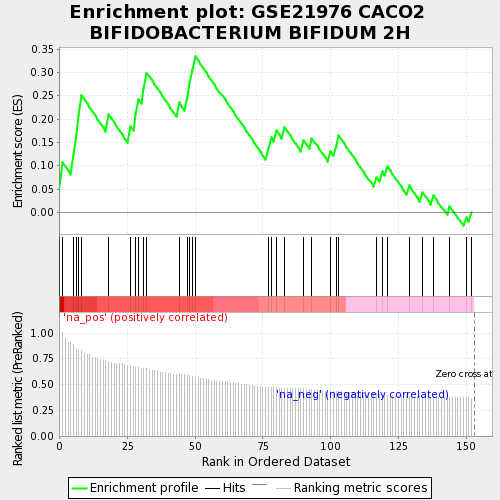 Enrichment plot: GSE21976 CACO2
BIFIDOBACTERIUM BIFIDUM 2H
Enrichment score (ES)
0.35
0.30
0.25
0.20
0.15
0.10
0.05
0.00
'na_pos' (positively correlated)
Ranked list metric (PreRanked)
1.00
0.75
0.50
0.25
0.00
Zero cross at
'na_neg' (negatively correlated)
0
25
50
75
100
125
150
Rank in Ordered Dataset
Enrichment profile
Hits
Ranking metric scores